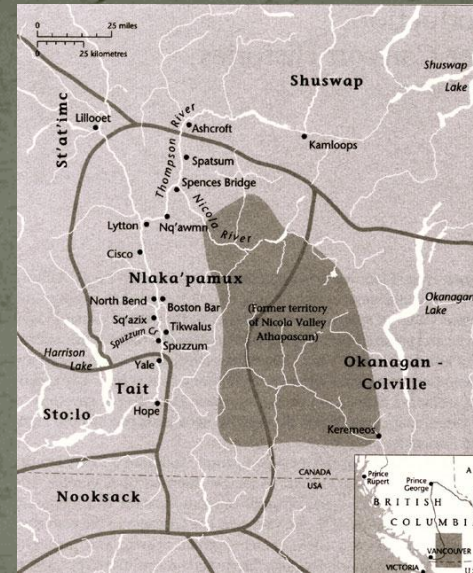 0 25 miles
0 25 kilometres
Shuswap
Shuswap
Lake
St'at'imc
Lillooet
Thompson River
Ashcroft
Kamloops
Spatsum
Spences Bridge
Nicola
River
Lytton
Nq'awmn
Cisco
Nlaka'pamux
North Bend
Boston Bar
Sq'azix
Tikwalus
Spuzzum Cr
Spuzzum
(Former territory
of Nicola Valley
Athapascan)
Okanagan
Lake
Harrison
Lake
Yale
Okanagan -
Colville
Tait
Sto:lo
Hope
Keremeos
CANADA
USA
Nooksack
Prince
Rupert
Prince
George
A
BRITISH
COLUMBI
VANCOUVER
VICTORIA